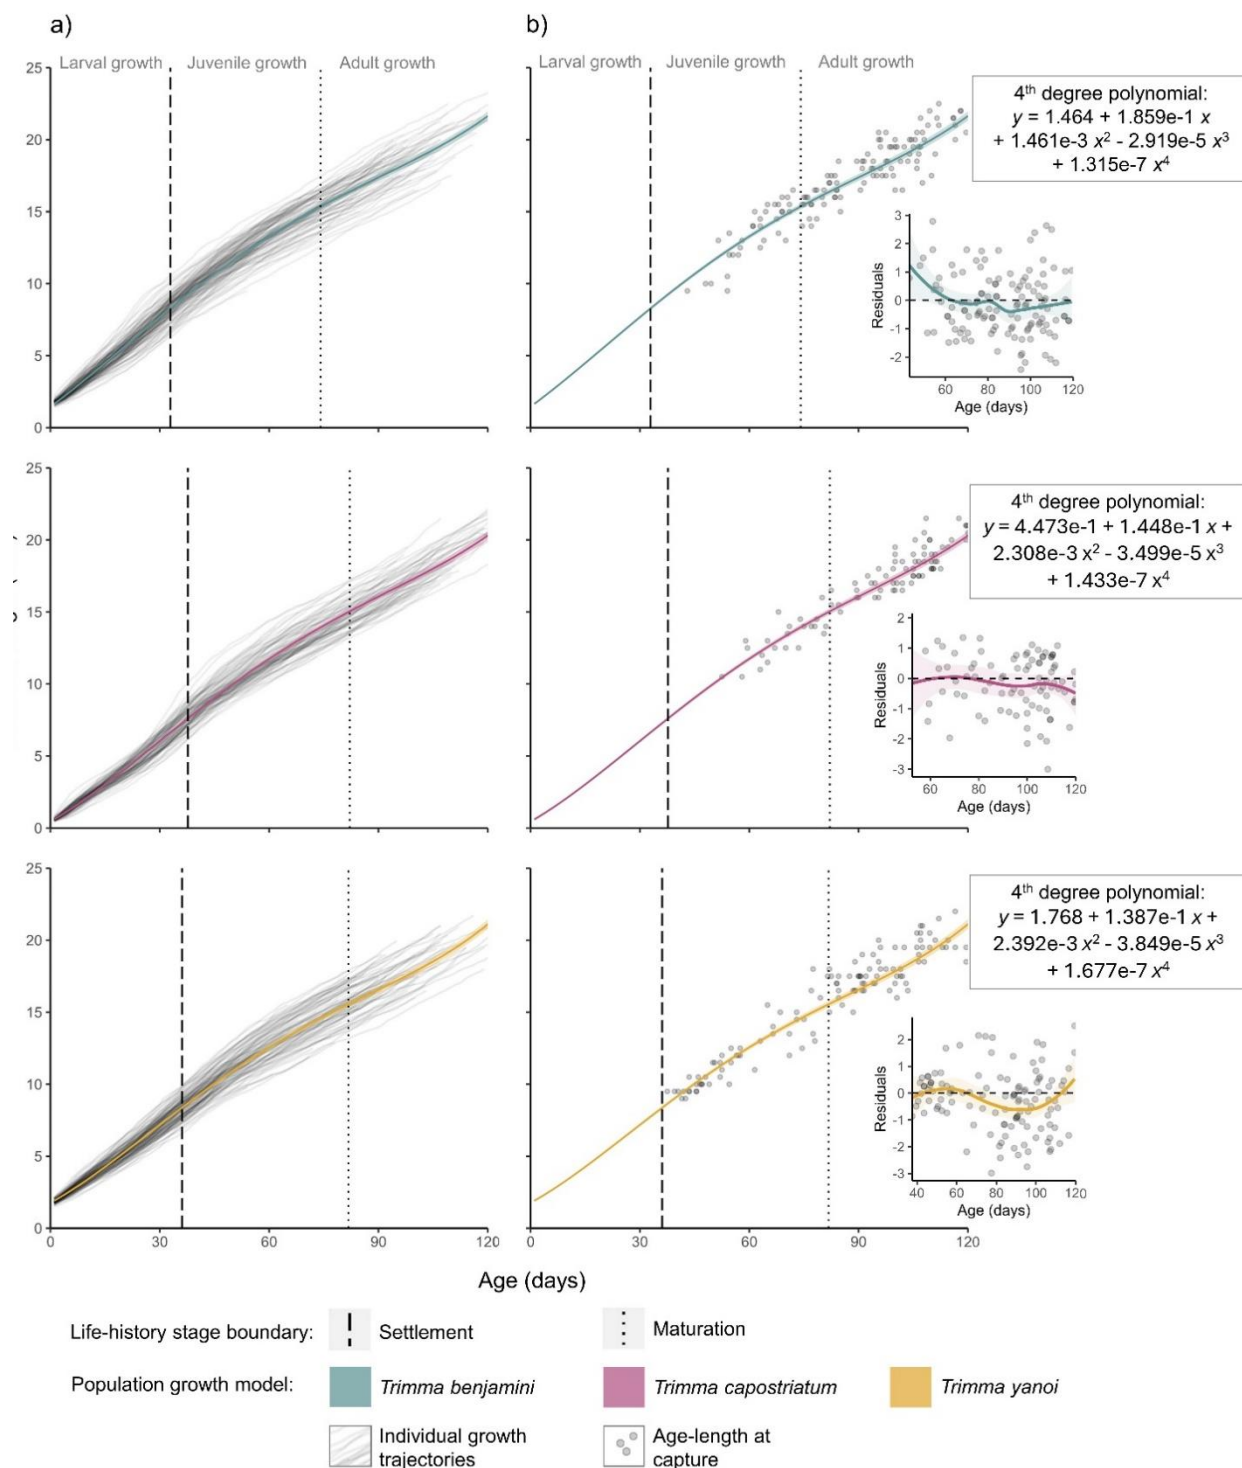 a)
b)
Larval growth
Juvenile growth
Adult growth
Larval growth
Juvenile growth
Adult growth
25
20
15
10
5
0
4th degree polynomial:
y = 1.464 + 1.859e-1 x
+ 1.461e-3 x² - 2.919e-5 x³
+ 1.315e-7 x⁴
3
2
1
0
-1
-2
Residuals
60 80 100 120
Age (days)
25
20
15
10
5
0
4th degree polynomial:
y = 4.473e-1 + 1.448e-1 x +
2.308e-3 x² - 3.499e-5 x³
+ 1.433e-7 x⁴
2
1
0
-1
-2
-3
Residuals
60 80 100 120
Age (days)
25
20
15
10
5
0
0 30 60 90 120
0 30 60 90 120
4th degree polynomial:
y = 1.768 + 1.387e-1 x +
2.392e-3 x² - 3.849e-5 x³
+ 1.677e-7 x⁴
2
1
0
-1
-2
-3
Residuals
40 60 80 100 120
Age (days)
Age (days)
Life-history stage boundary:
Settlement
Maturation
Population growth model:
Trimma benjamini
Trimma capostriatum
Trimma yanoi
Individual growth
trajectories
Age-length at
capture